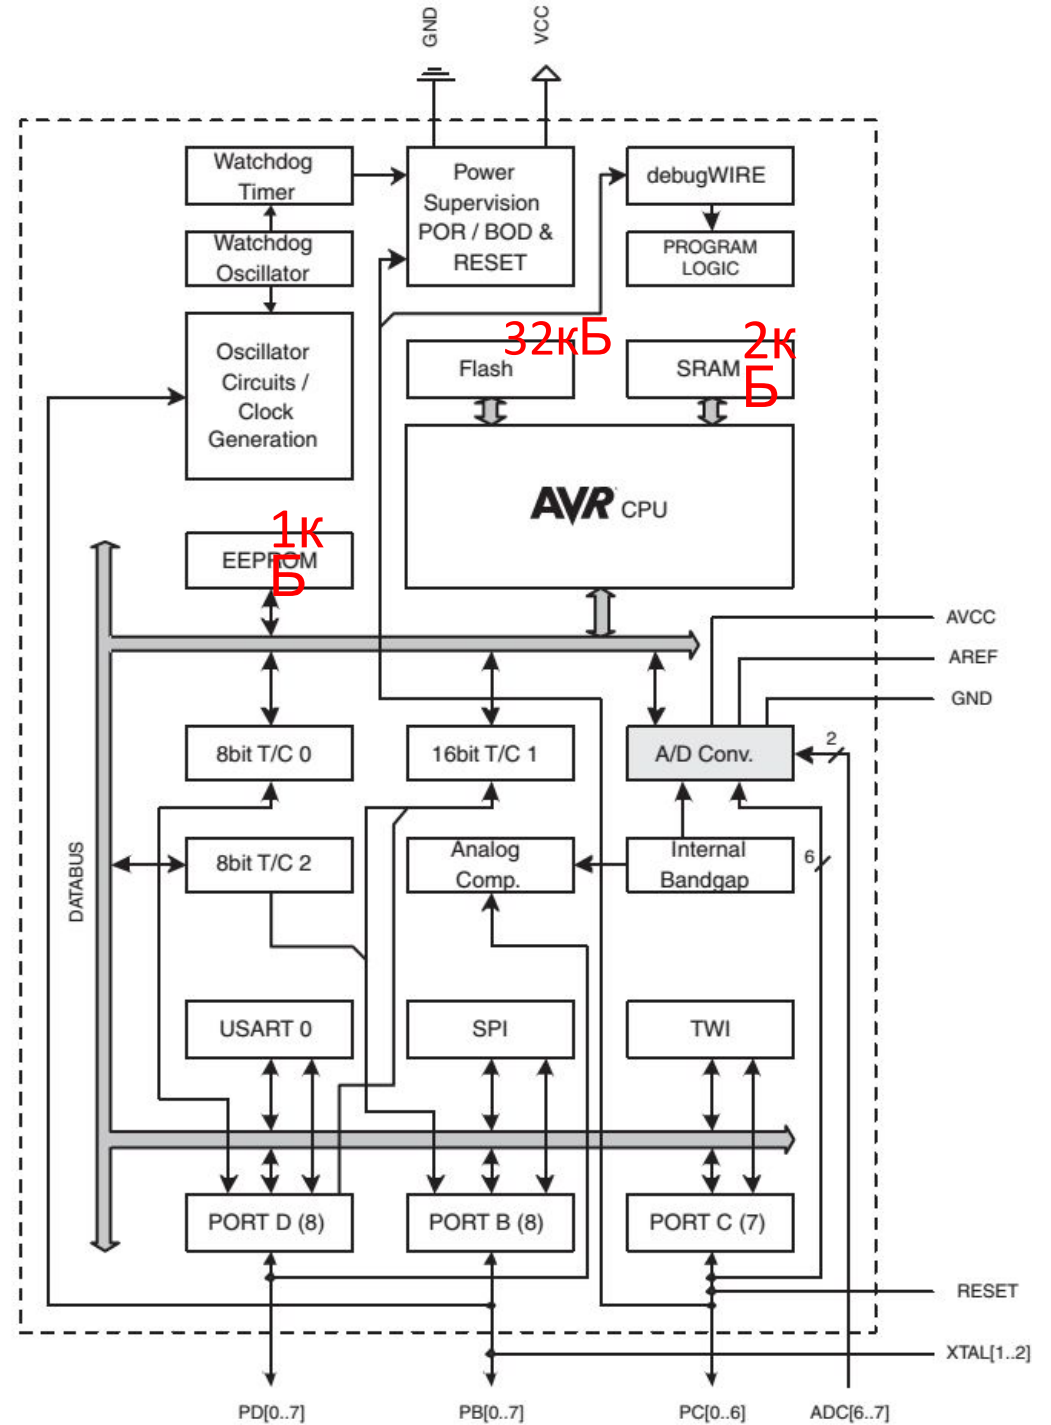 GND
VCC
Watchdog
Timer
Power
Supervision
POR / BOD &
RESET
debugWIRE
Watchdog
Oscillator
PROGRAM
LOGIC
Oscillator
Circuits /
Clock
Generation
32кБ
Flash
2к
Б
SRAM
AVR CPU
1к
Б
EEPROM
AVCC
AREF
GND
8bit T/C 0
16bit T/C 1
A/D Conv.
2
8bit T/C 2
Analog
Comp.
Internal
Bandgap
6
DATABUS
USART 0
SPI
TWI
PORT D (8)
PORT B (8)
PORT C (7)
RESET
XTAL[1..2]
PD[0..7]
PB[0..7]
PC[0..6]
ADC[6..7]